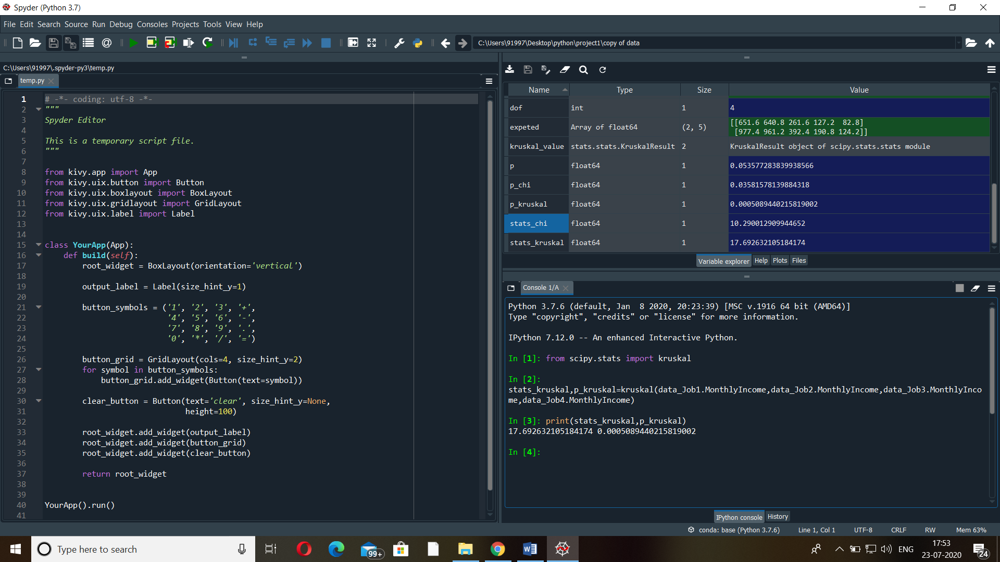 Spyder (Python 3.7)
File Edit Search Source Run Debug Consoles Projects Tools View Help
C:\Users\91997\Desktop\python\project1\copy of data
C:\Users\91997\.spyder-py3\temp.py
temp.py
1 # -*- coding: utf-8 -*-
2 """
3 Spyder Editor
4
5 This is a temporary script file.
6 """
7
8 from kivy.app import App
9 from kivy.uix.button import Button
10 from kivy.uix.boxlayout import BoxLayout
11 from kivy.uix.gridlayout import GridLayout
12 from kivy.uix.label import Label
13
14
15 class YourApp(App):
16     def build(self):
17         root_widget = BoxLayout(orientation='vertical')
18
19         output_label = Label(size_hint_y=1)
20
21         button_symbols = ('1', '2', '3', '+',
22                           '4', '5', '6', '-',
23                           '7', '8', '9', '.',
24                           '0', '*', '/', '=')
25
26         button_grid = GridLayout(cols=4, size_hint_y=2)
27         for symbol in button_symbols:
28             button_grid.add_widget(Button(text=symbol))
29
30         clear_button = Button(text='clear', size_hint_y=None,
31                               height=100)
32
33         root_widget.add_widget(output_label)
34         root_widget.add_widget(button_grid)
35         root_widget.add_widget(clear_button)
36
37         return root_widget
38
39
40 YourApp().run()
41
Name Type Size Value
dof int 1 4
expeted Array of float64 (2, 5) [[651.6 640.8 261.6 127.2  82.8]
[977.4 961.2 392.4 190.8 124.2]]
kruskal_value stats.stats.KruskalResult 2 KruskalResult object of scipy.stats.stats module
p float64 1 0.053577283839938566
p_chi float64 1 0.03581578139884318
p_kruskal float64 1 0.0005089440215819002
stats_chi float64 1 10.290012909944652
stats_kruskal float64 1 17.692632105184174
Variable explorer Help Plots Files
Console 1/A
Python 3.7.6 (default, Jan  8 2020, 20:23:39) [MSC v.1916 64 bit (AMD64)]
Type "copyright", "credits" or "license" for more information.
IPython 7.12.0 -- An enhanced Interactive Python.
In [1]: from scipy.stats import kruskal
In [2]:
stats_kruskal,p_kruskal=kruskal(data_Job1.MonthlyIncome,data_Job2.MonthlyIncome,data_Job3.MonthlyInco
me,data_Job4.MonthlyIncome)
In [3]: print(stats_kruskal,p_kruskal)
17.692632105184174 0.0005089440215819002
In [4]:
IPython console History
conda: base (Python 3.7.6) Line 1, Col 1 UTF-8 CRLF RW Mem 63%
Type here to search
99+
ENG
17:53
23-07-2020
24